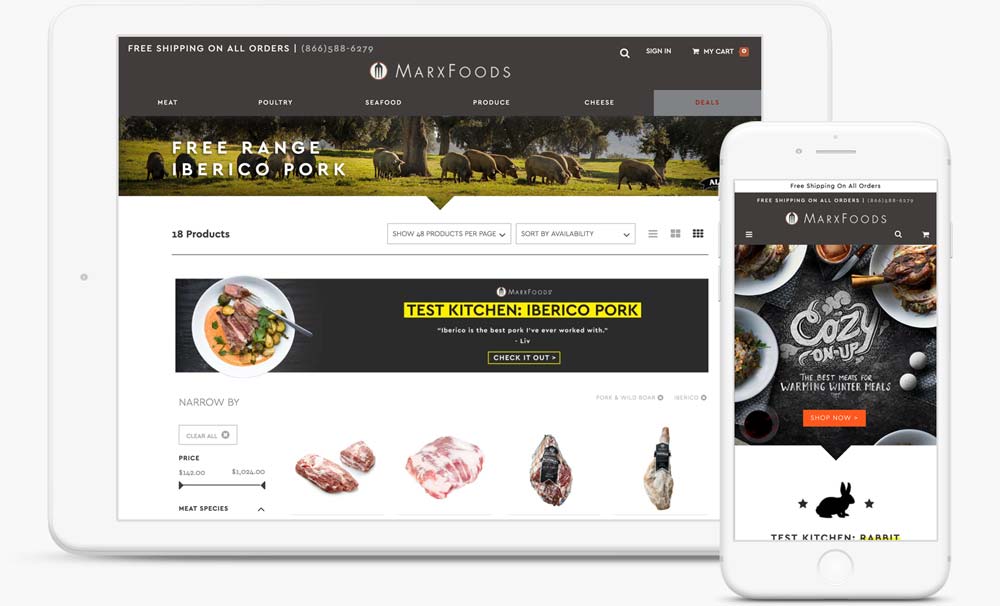 FREE SHIPPING ON ALL ORDERS | (866)588-6279
SIGN IN
MY CART 0
MARXFOODS
MEAT
POULTRY
SEAFOOD
PRODUCE
CHEESE
DEALS
FREE RANGE
IBERICO PORK
18 Products
SHOW 48 PRODUCTS PER PAGE
SORT BY AVAILABILITY
MARXFOODS
TEST KITCHEN: IBERICO PORK
"Iberico is the best pork I've ever worked with."
- Liv
CHECK IT OUT >
NARROW BY
PORK & WILD BOAR
IBERICO
CLEAR ALL
PRICE
$142.00
$1,024.00
MEAT SPECIES
Free Shipping On All Orders
FREE SHIPPING ON ALL ORDERS | (866)588-6279
MARXFOODS
COZY
ON-UP
THE BEST MEATS FOR
WARMING WINTER MEALS
SHOP NOW >
TEST KITCHEN: RABBIT